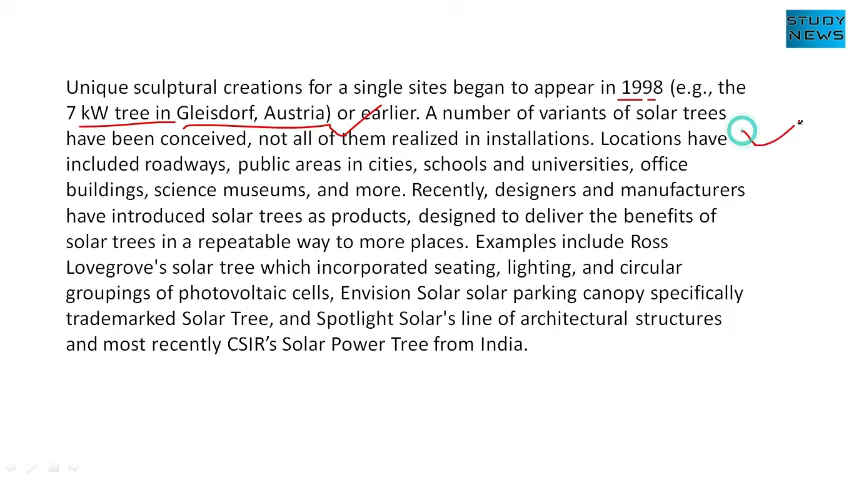 STUDY
NEWS
Unique sculptural creations for a single sites began to appear in 1998 (e.g., the
7 kW tree in Gleisdorf, Austria) or earlier. A number of variants of solar trees
have been conceived, not all of them realized in installations. Locations have
included roadways, public areas in cities, schools and universities, office
buildings, science museums, and more. Recently, designers and manufacturers
have introduced solar trees as products, designed to deliver the benefits of
solar trees in a repeatable way to more places. Examples include Ross
Lovegrove's solar tree which incorporated seating, lighting, and circular
groupings of photovoltaic cells, Envision Solar solar parking canopy specifically
trademarked Solar Tree, and Spotlight Solar's line of architectural structures
and most recently CSIR’s Solar Power Tree from India.